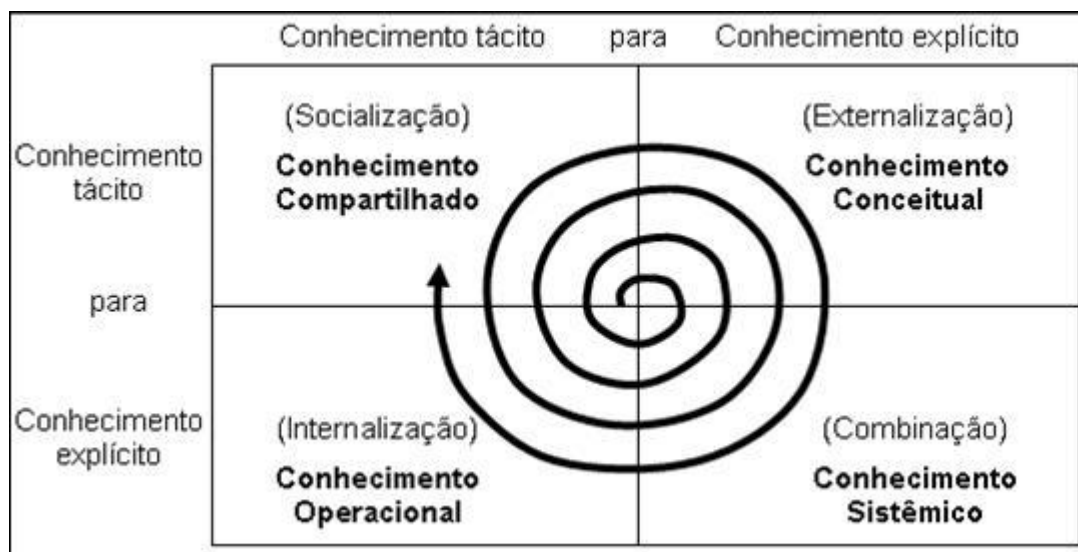 Conhecimento tácito para Conhecimento explícito
Conhecimento
tácito
(Socialização)
Conhecimento
Compartilhado
(Externalização)
Conhecimento
Conceitual
para
Conhecimento
explícito
(Internalização)
Conhecimento
Operacional
(Combinação)
Conhecimento
Sistêmico